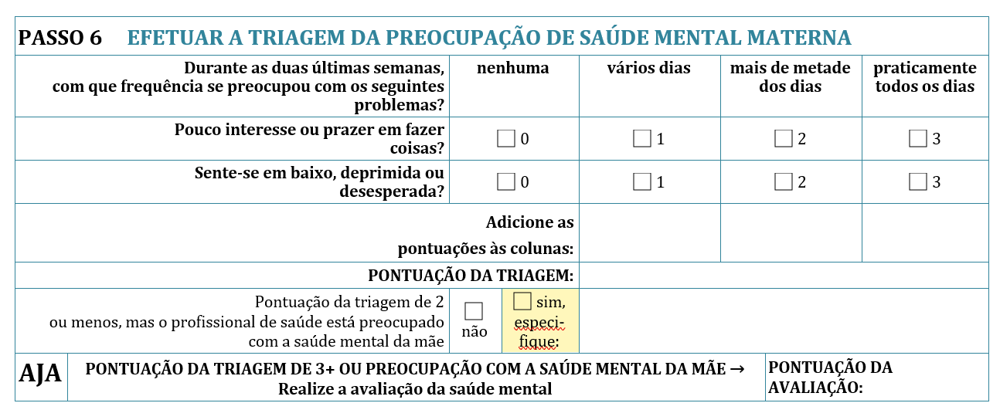 PASSO 6 EFETUAR A TRIAGEM DA PREOCUPAÇÃO DE SAÚDE MENTAL MATERNA
Durante as duas últimas semanas,
com que frequência se preocupou com os seguintes
problemas?
nenhuma
vários dias
mais de metade
dos dias
praticamente
todos os dias
Pouco interesse ou prazer em fazer
coisas?
0
1
2
3
Sente-se em baixo, deprimida ou
desesperada?
0
1
2
3
Adicione as
pontuações às colunas:
PONTUAÇÃO DA TRIAGEM:
Pontuação da triagem de 2
ou menos, mas o profissional de saúde está preocupado
com a saúde mental da mãe
não
sim,
especi-
fique:
AJA
PONTUAÇÃO DA TRIAGEM DE 3+ OU PREOCUPAÇÃO COM A SAÚDE MENTAL DA MÃE →
Realize a avaliação da saúde mental
PONTUAÇÃO DA
AVALIAÇÃO: